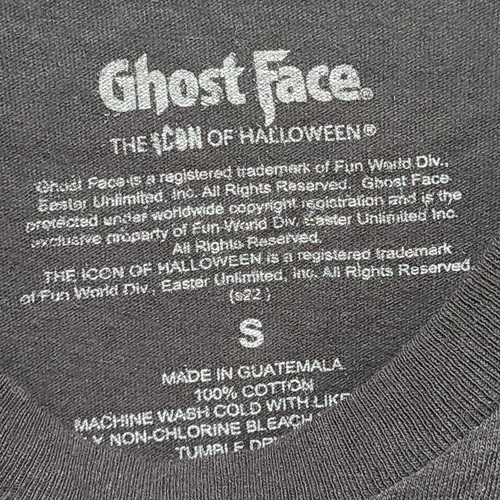 Ghost Face®
THE ICON OF HALLOWEEN®
Ghost Face is a registered trademark of Fun World Div.,
Easter Unlimited, Inc. All Rights Reserved. Ghost Face
protected under worldwide copyright registration and is the
exclusive property of Fun World Div. Easter Unlimited Inc.
All Rights Reserved.
THE ICON OF HALLOWEEN is a registered trademark
of Fun World Div., Easter Unlimited, Inc. All Rights Reserved
(s22)
S
MADE IN GUATEMALA
100% COTTON
MACHINE WASH COLD WITH LIKE
NON-CHLORINE BLEACH
TUMBLE